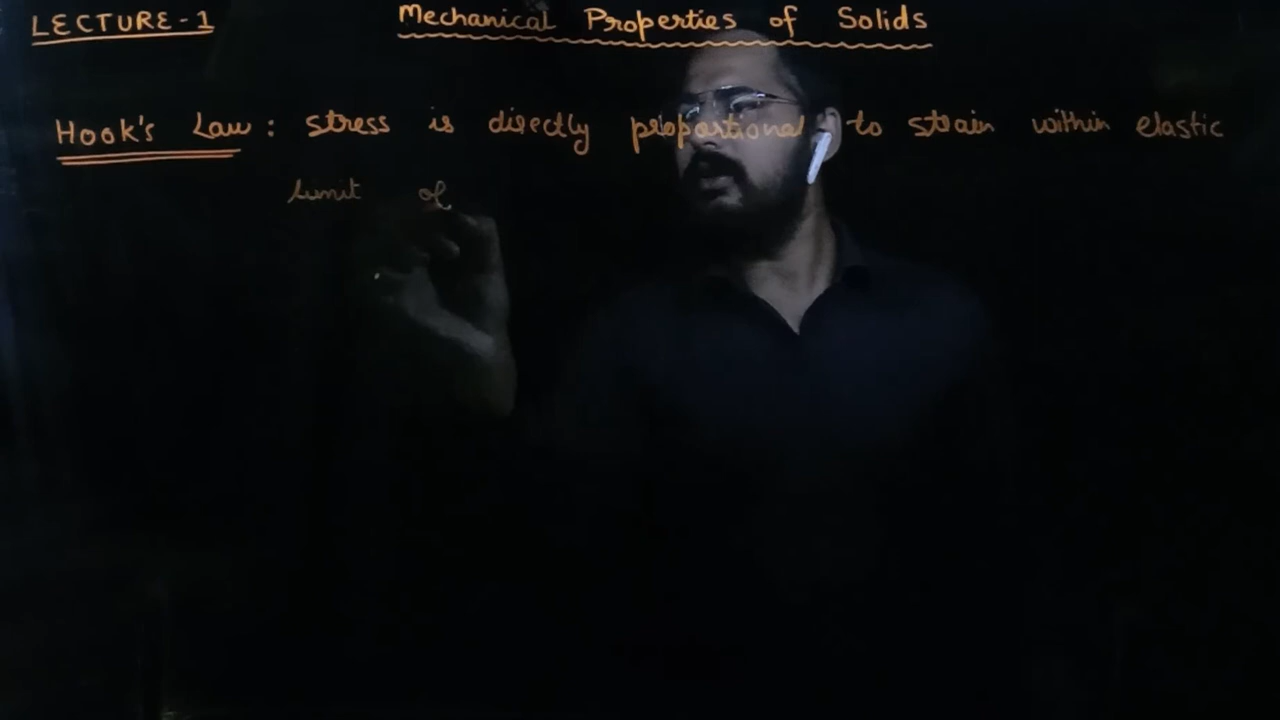 LECTURE-1
Mechanical Properties of Solids
Hook's Law: stress is directly proportional to strain within elastic
limit of